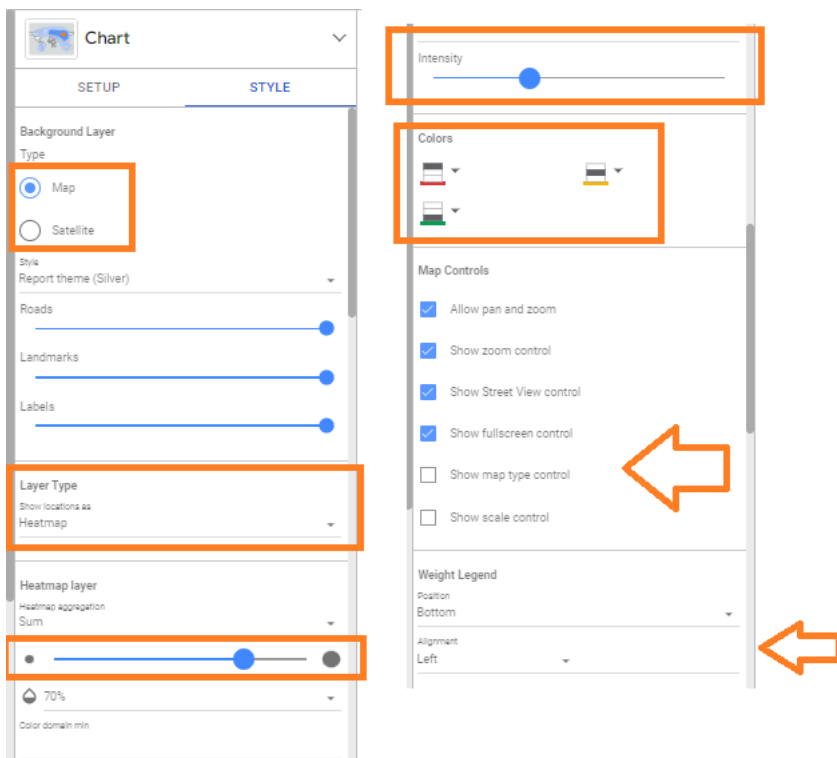 Chart
SETUP STYLE
Background Layer
Type
Map
Satellite
Style
Report theme (Silver)
Roads
Landmarks
Labels
Layer Type
Show locations as
Heatmap
Heatmap layer
Heatmap aggregation
Sum
70%
Color domain min
Intensity
Colors
Map Controls
Allow pan and zoom
Show zoom control
Show Street View control
Show fullscreen control
Show map type control
Show scale control
Weight Legend
Position
Bottom
Alignment
Left